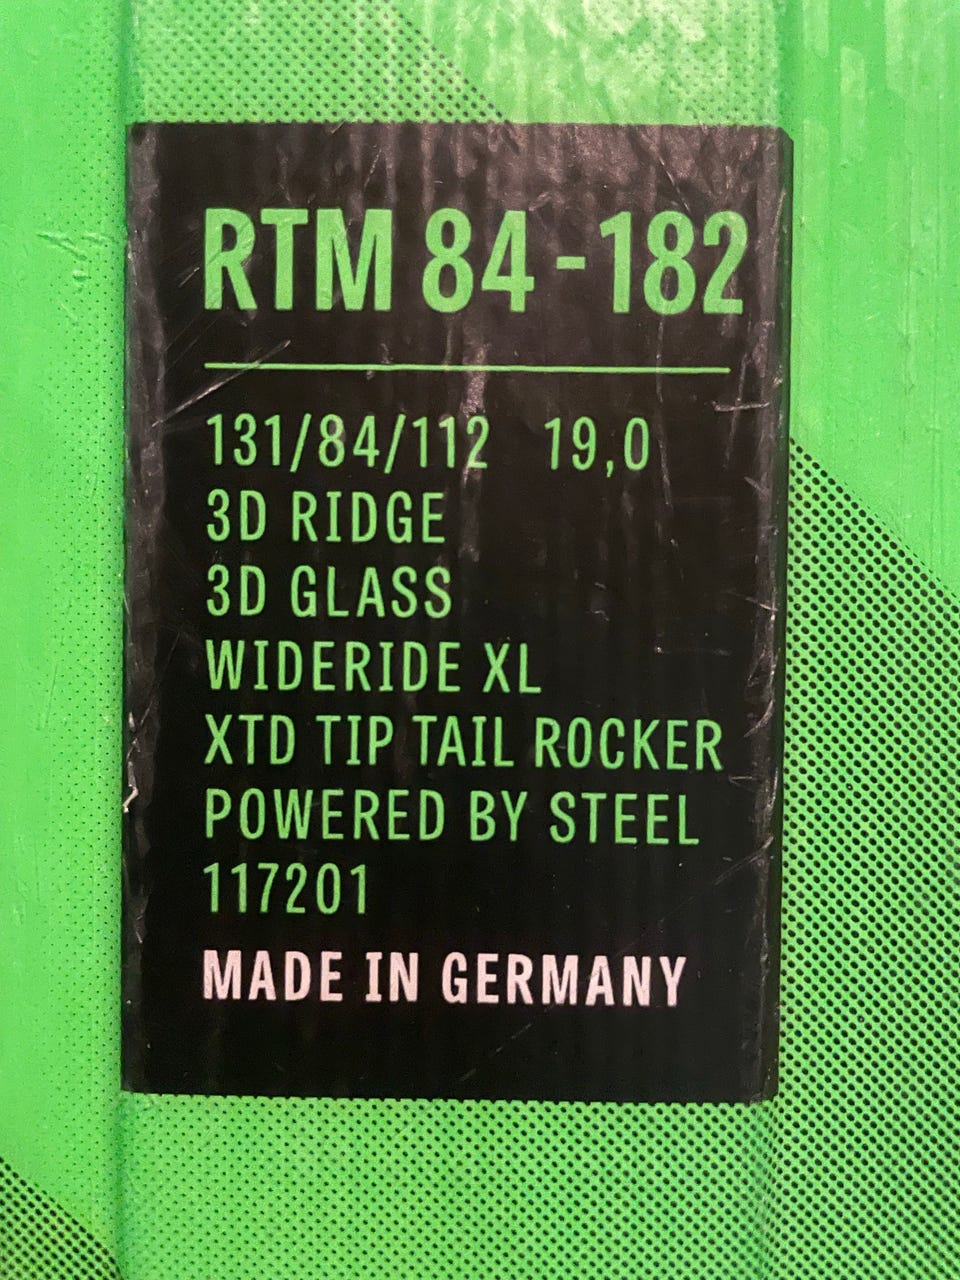 RTM 84 - 182
131/84/112 19,0
3D RIDGE
3D GLASS
WIDERIDE XL
XTD TIP TAIL ROCKER
POWERED BY STEEL
117201
MADE IN GERMANY